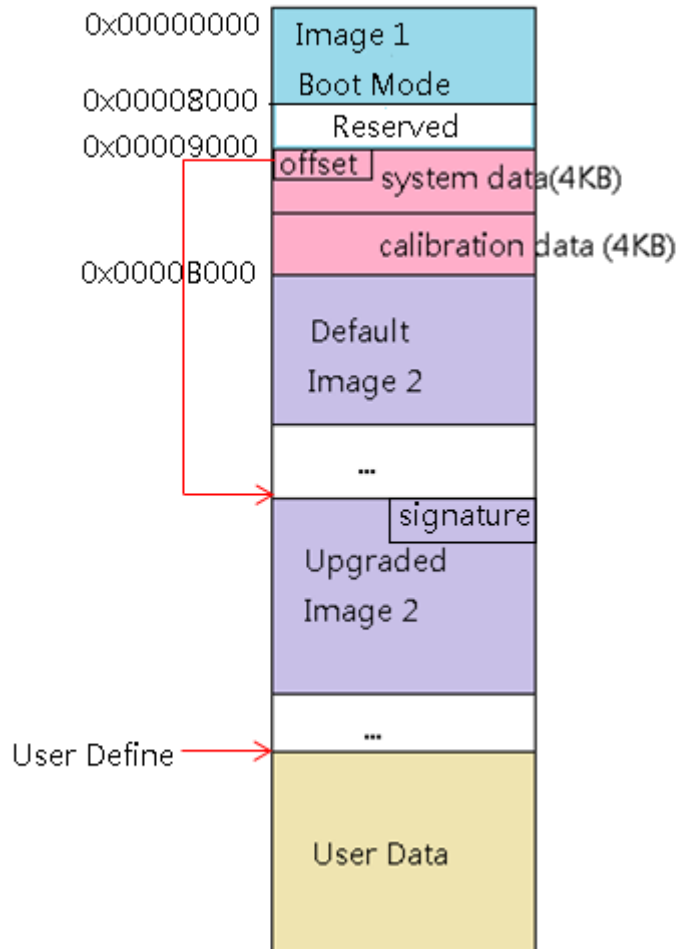 0x00000000
Image 1
Boot Mode
0x00008000
Reserved
0x00009000
offset
system data(4KB)
calibration data (4KB)
0x0000B000
Default
Image 2
...
signature
Upgraded
Image 2
...
User Define
User Data